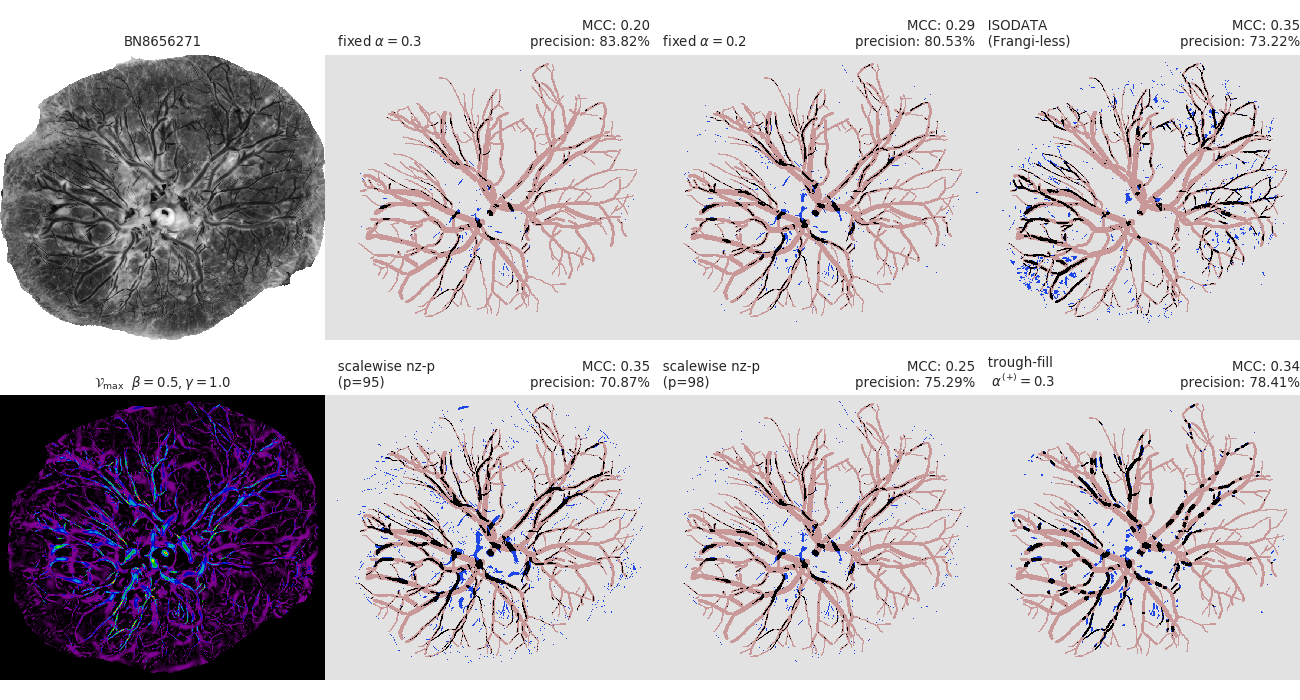 BN8656271
fixed α = 0.3
MCC: 0.20
precision: 83.82%
fixed α = 0.2
MCC: 0.29
precision: 80.53%
ISODATA
(Frangi-less)
MCC: 0.35
precision: 73.22%
𝒱max β = 0.5, γ = 1.0
scalewise nz-p
(p=95)
MCC: 0.35
precision: 70.87%
scalewise nz-p
(p=98)
MCC: 0.25
precision: 75.29%
trough-fill
α(+) = 0.3
MCC: 0.34
precision: 78.41%